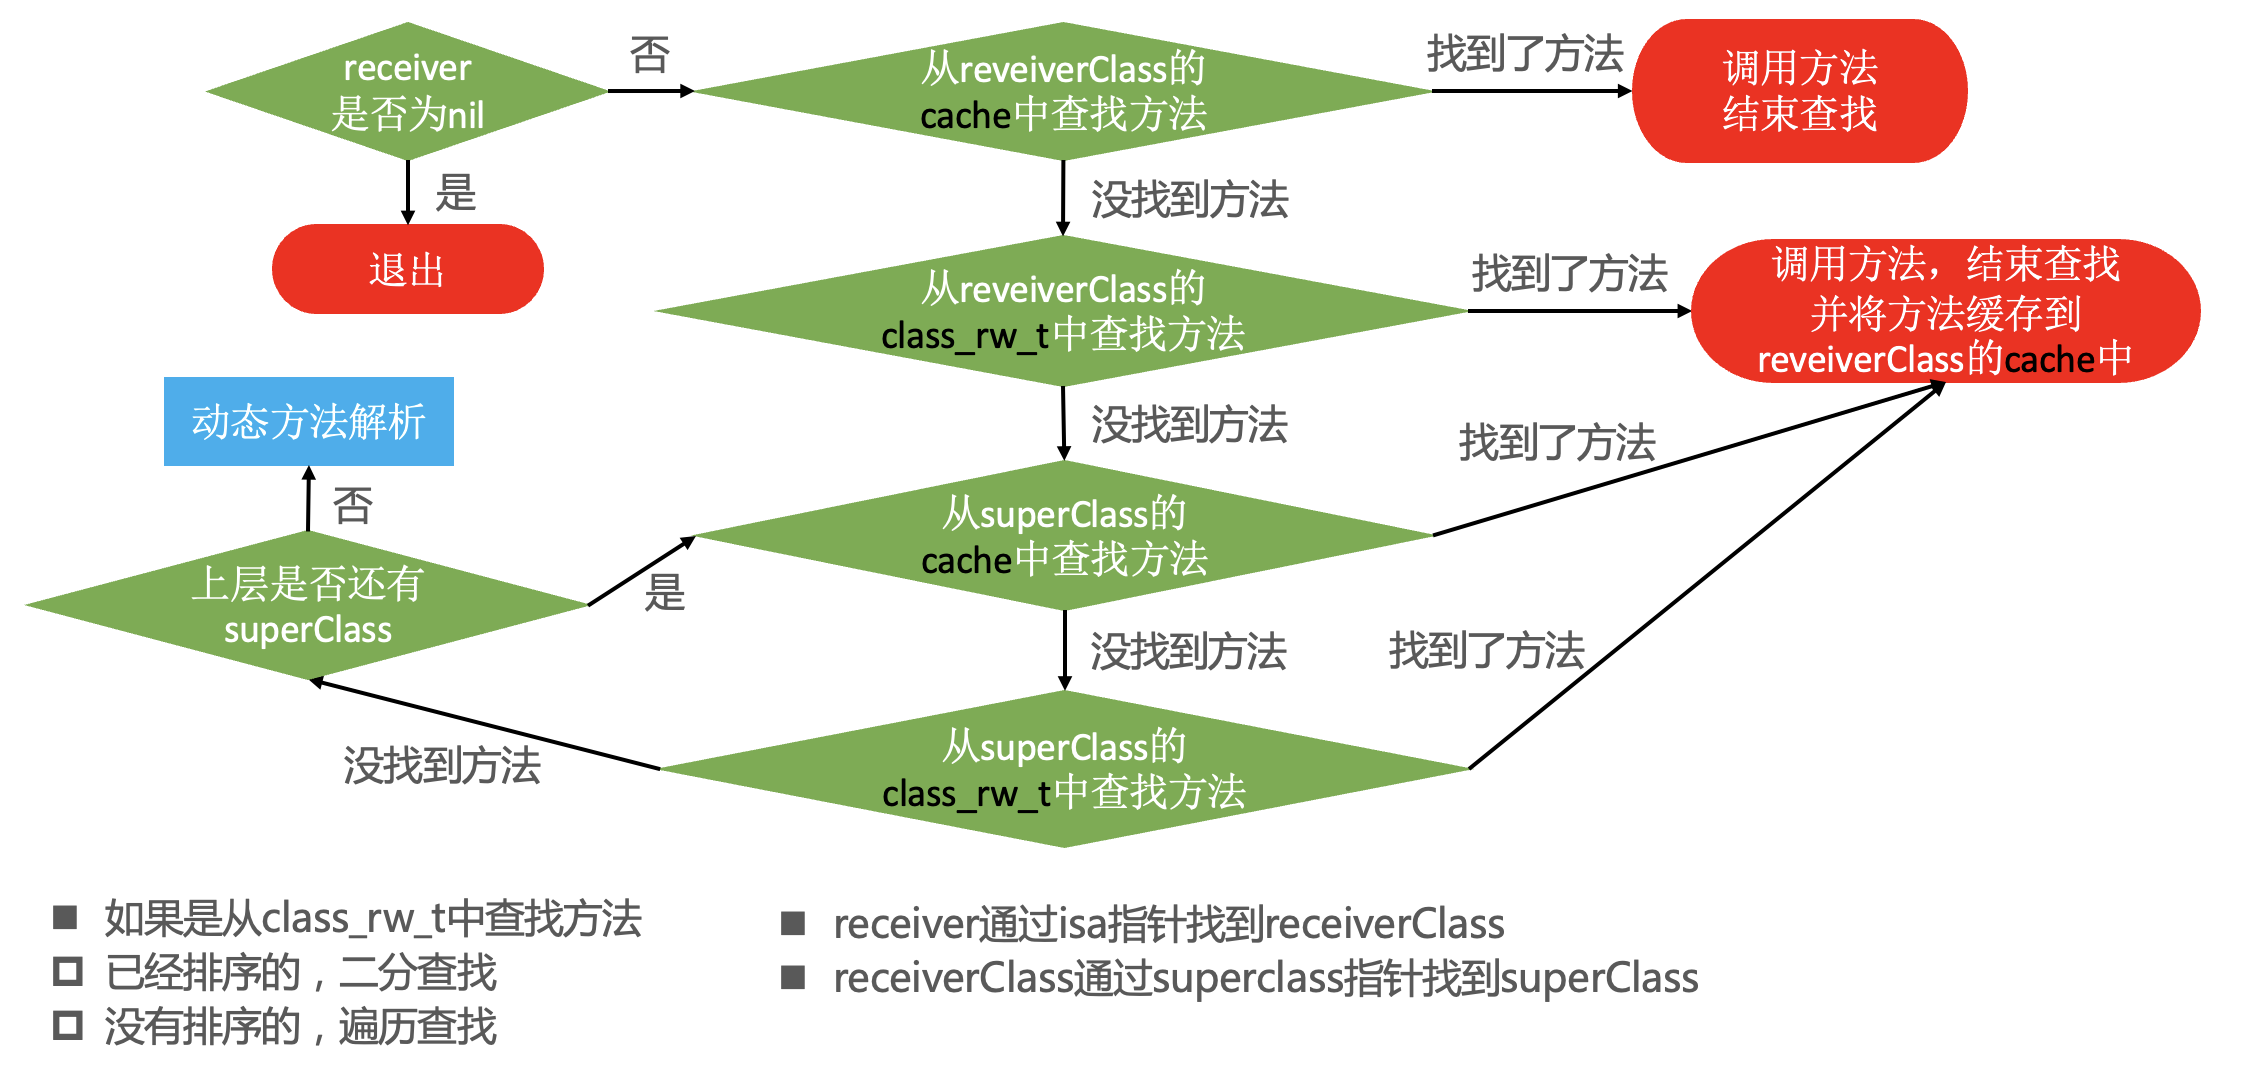 receiver
是否为nil
否
从reveiverClass的
cache中查找方法
找到了方法
调用方法
结束查找
是
没找到方法
退出
从reveiverClass的
class_rw_t中查找方法
找到了方法
调用方法，结束查找
并将方法缓存到
reveiverClass的cache中
动态方法解析
没找到方法
找到了方法
否
从superClass的
cache中查找方法
上层是否还有
superClass
是
没找到方法
找到了方法
没找到方法
从superClass的
class_rw_t中查找方法
■ 如果是从class_rw_t中查找方法
□ 已经排序的，二分查找
□ 没有排序的，遍历查找
■ receiver通过isa指针找到receiverClass
■ receiverClass通过superclass指针找到superClass